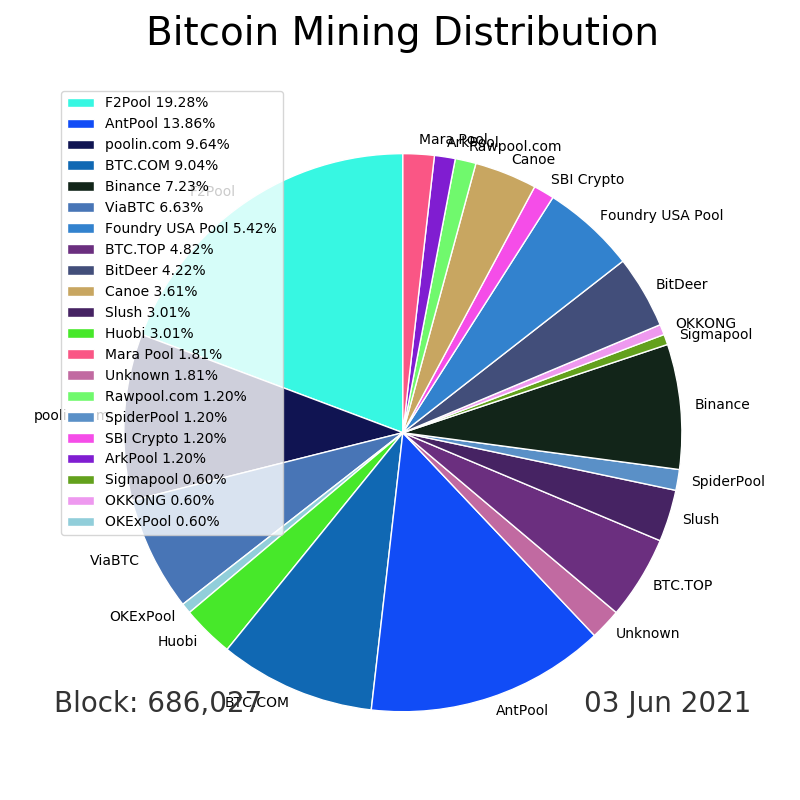 Bitcoin Mining Distribution
F2Pool 19.28%
AntPool 13.86%
poolin.com 9.64%
BTC.COM 9.04%
Binance 7.23%
ViaBTC 6.63%
Foundry USA Pool 5.42%
BTC.TOP 4.82%
BitDeer 4.22%
Canoe 3.61%
Slush 3.01%
Huobi 3.01%
Mara Pool 1.81%
Unknown 1.81%
Rawpool.com 1.20%
SpiderPool 1.20%
SBI Crypto 1.20%
ArkPool 1.20%
Sigmapool 0.60%
OKKONG 0.60%
OKExPool 0.60%
Mara Pool
ArkPool
Rawpool.com
Canoe
SBI Crypto
Foundry USA Pool
BitDeer
OKKONG
Sigmapool
Binance
SpiderPool
Slush
BTC.TOP
Unknown
AntPool
BTC.COM
Huobi
OKExPool
ViaBTC
poolin.com
F2Pool
Block: 686,027
03 Jun 2021